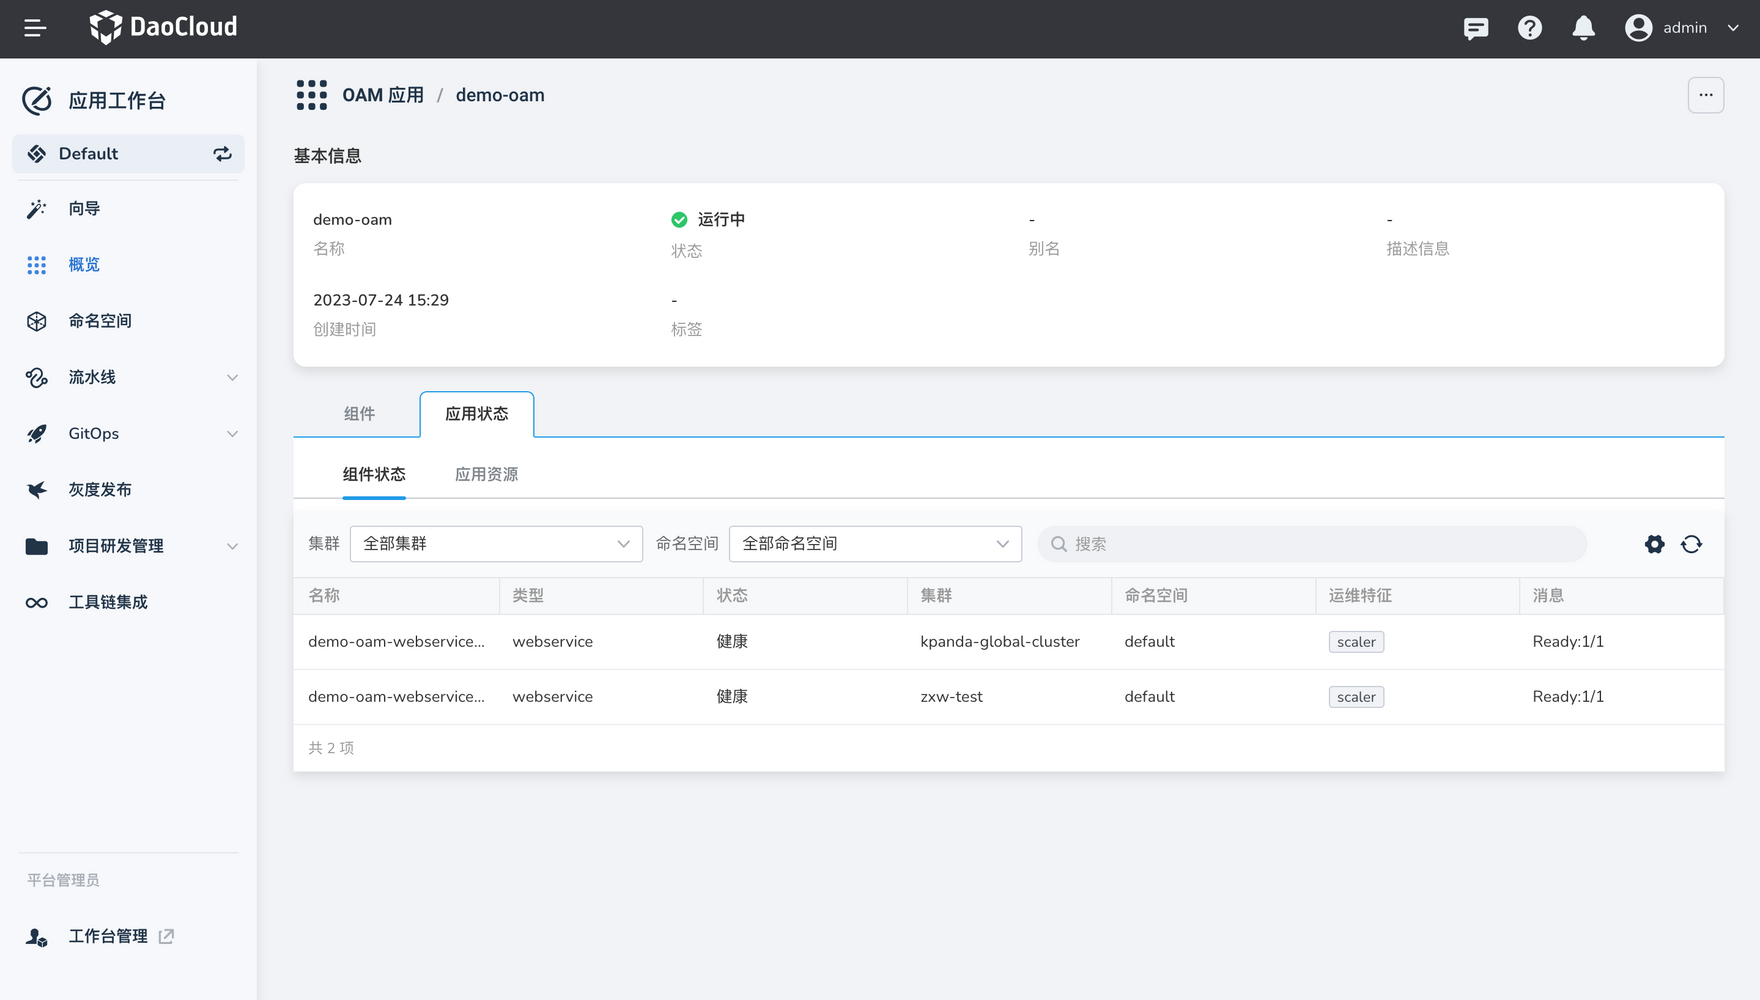 DaoCloud
admin
应用工作台
Default
向导
概览
命名空间
流水线
GitOps
灰度发布
项目研发管理
工具链集成
平台管理员
工作台管理
OAM 应用 / demo-oam
...
基本信息
demo-oam
名称
运行中
状态
-
别名
-
描述信息
2023-07-24 15:29
创建时间
-
标签
组件 应用状态
组件状态 应用资源
集群 全部集群 命名空间 全部命名空间 搜索
名称 类型 状态 集群 命名空间 运维特征 消息
demo-oam-webservice... webservice 健康 kpanda-global-cluster default scaler Ready:1/1
demo-oam-webservice... webservice 健康 zxw-test default scaler Ready:1/1
共 2 项